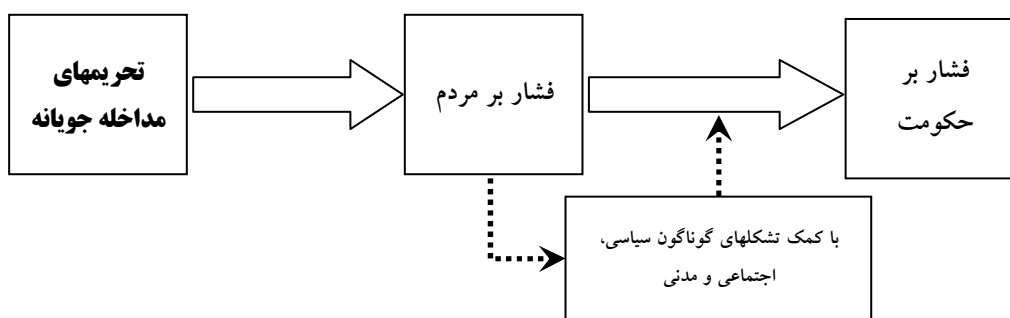 تحریمهای
مداخله جویانه
فشار بر مردم
فشار بر
حکومت
با کمک تشکلهای گوناگون سیاسی،
اجتماعی و مدنی